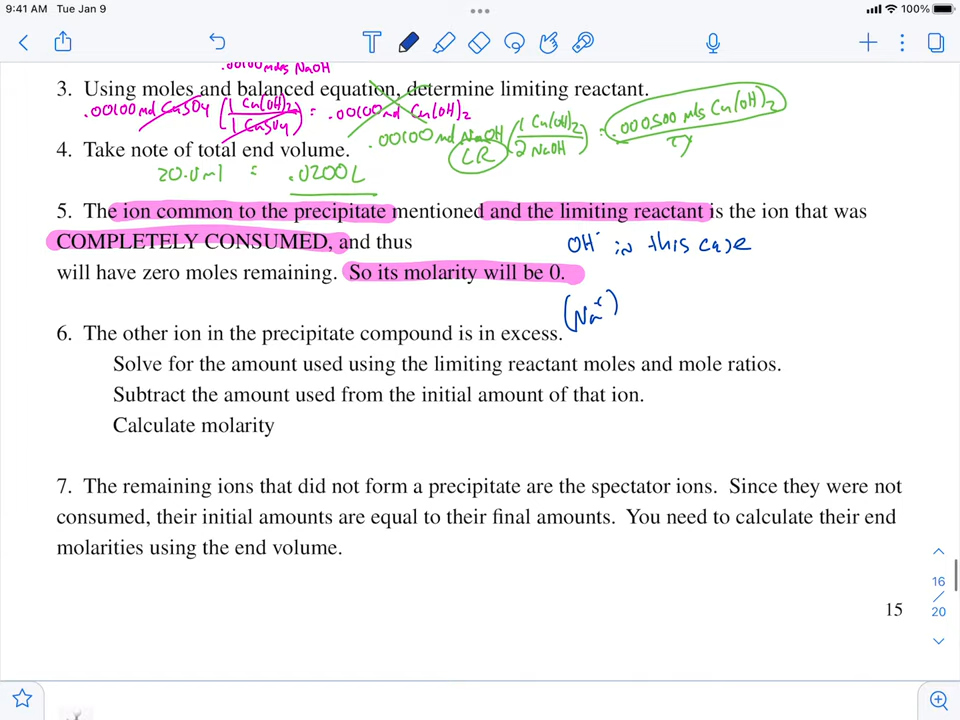 9:41 AM Tue Jan 9
100%
T
.00100 moles NaOH
3. Using moles and balanced equation, determine limiting reactant.
.00100 mol CuSO4 (1 Cu(OH)2 / 1 CuSO4) = .00100 mol Cu(OH)2
.00100 mol NaOH (1 Cu(OH)2 / 2 NaOH) = .000500 mols Cu(OH)2
LR
TY
4. Take note of total end volume.
20.0 ml = .0200 L
5. The ion common to the precipitate mentioned and the limiting reactant is the ion that was
COMPLETELY CONSUMED, and thus
OH- in this case
will have zero moles remaining. So its molarity will be 0.
(Na+)
6. The other ion in the precipitate compound is in excess.
Solve for the amount used using the limiting reactant moles and mole ratios.
Subtract the amount used from the initial amount of that ion.
Calculate molarity
7. The remaining ions that did not form a precipitate are the spectator ions. Since they were not
consumed, their initial amounts are equal to their final amounts. You need to calculate their end
molarities using the end volume.
16
/
20
15